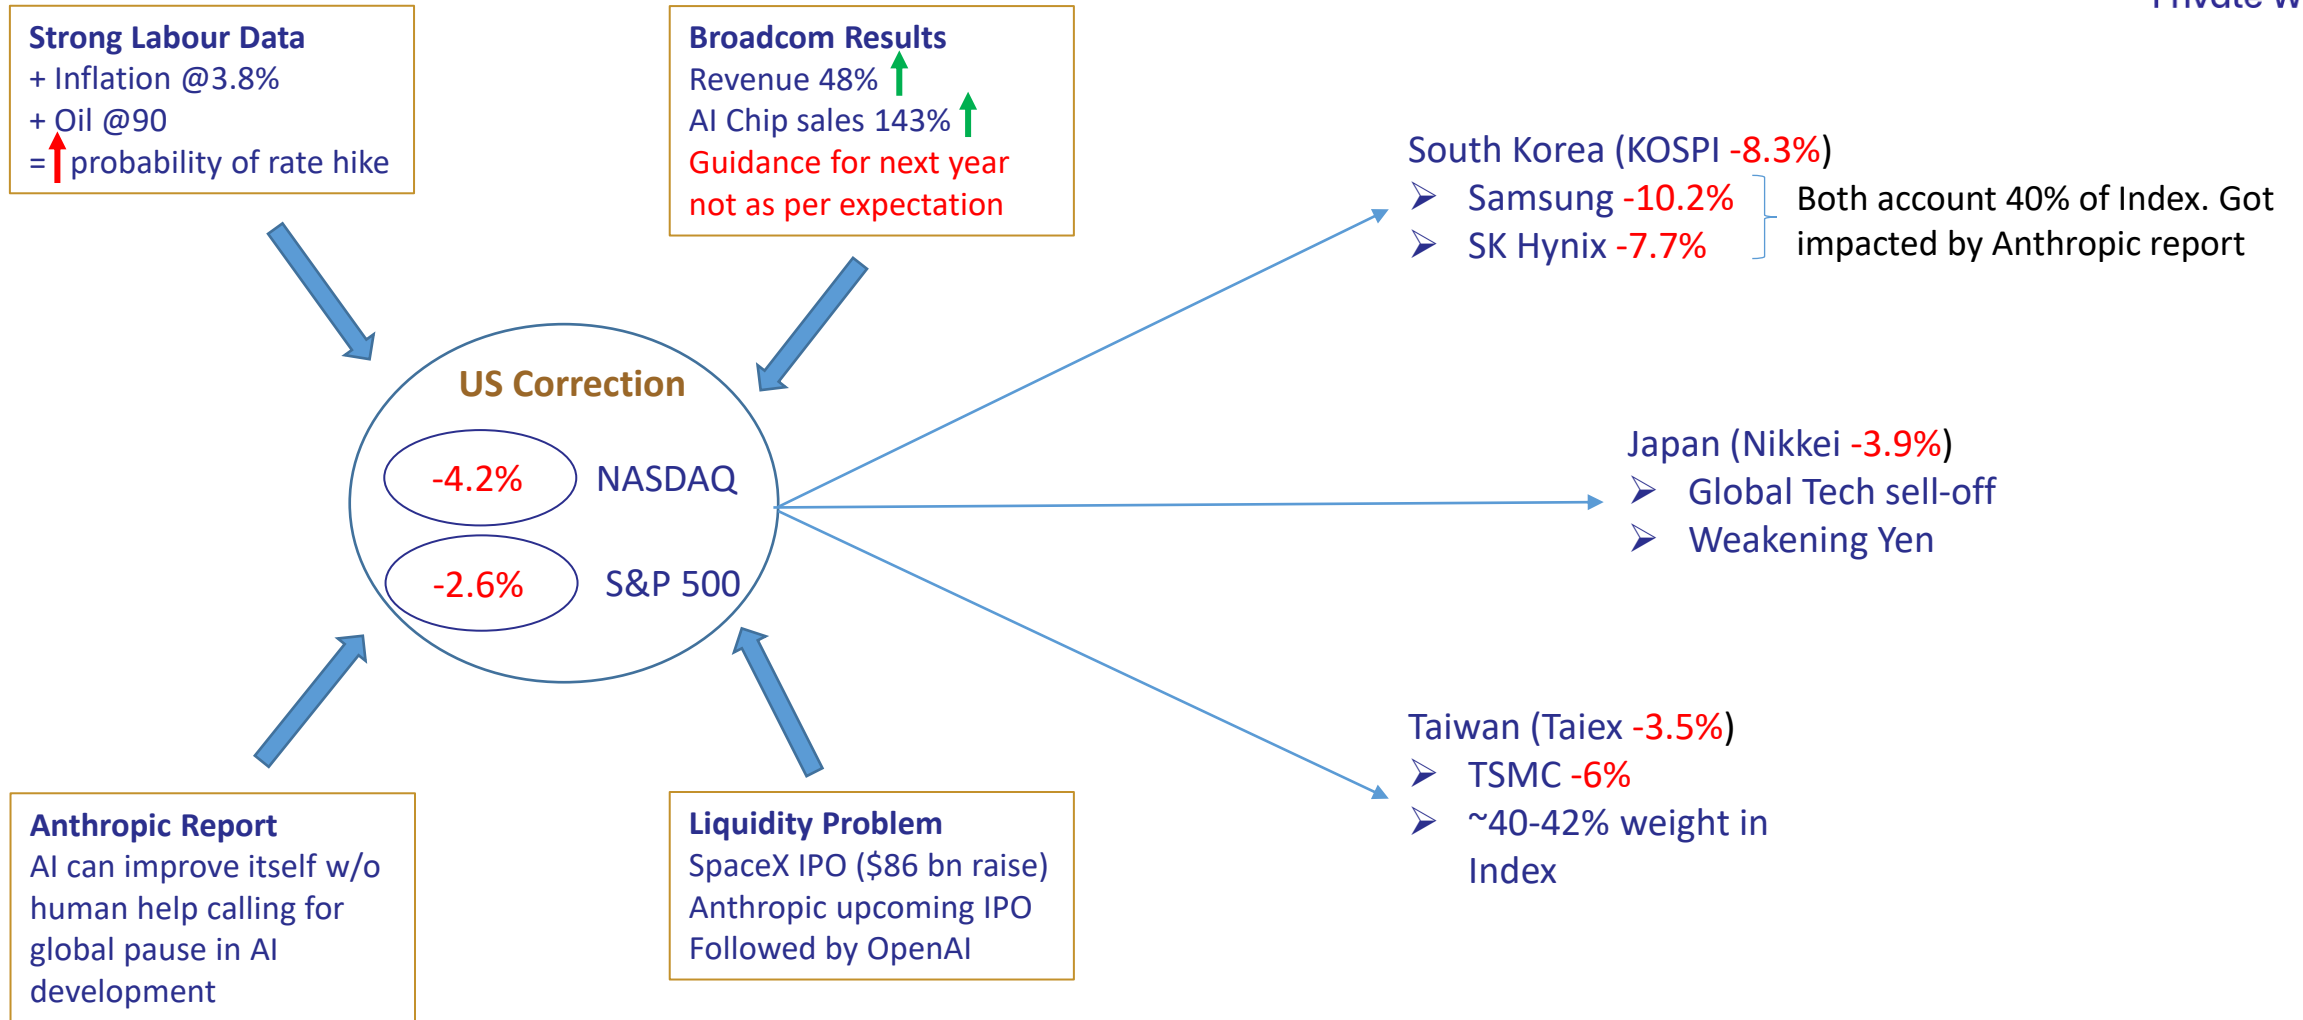 Private W
Strong Labour Data
+ Inflation @3.8%
+ Oil @90
= probability of rate hike
Broadcom Results
Revenue 48%
AI Chip sales 143%
Guidance for next year
not as per expectation
US Correction
-4.2% NASDAQ
-2.6% S&P 500
Anthropic Report
AI can improve itself w/o
human help calling for
global pause in AI
development
Liquidity Problem
SpaceX IPO ($86 bn raise)
Anthropic upcoming IPO
Followed by OpenAI
South Korea (KOSPI -8.3%)
➢ Samsung -10.2%
➢ SK Hynix -7.7%
Both account 40% of Index. Got
impacted by Anthropic report
Japan (Nikkei -3.9%)
➢ Global Tech sell-off
➢ Weakening Yen
Taiwan (Taiex -3.5%)
➢ TSMC -6%
➢ ~40-42% weight in
Index